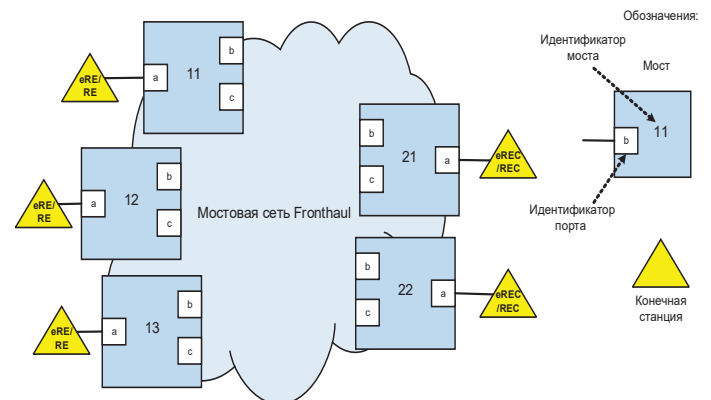 Обозначения:
Идентификатор
моста
Мост
b
11
Идентификатор
порта
Конечная
станция
eRE/
RE
a
11
b
c
eRE/
RE
a
12
b
c
eRE/
RE
a
13
b
c
Мостовая сеть Fronthaul
b
c
21
a
eREC
/REC
b
c
22
a
eREC
/REC